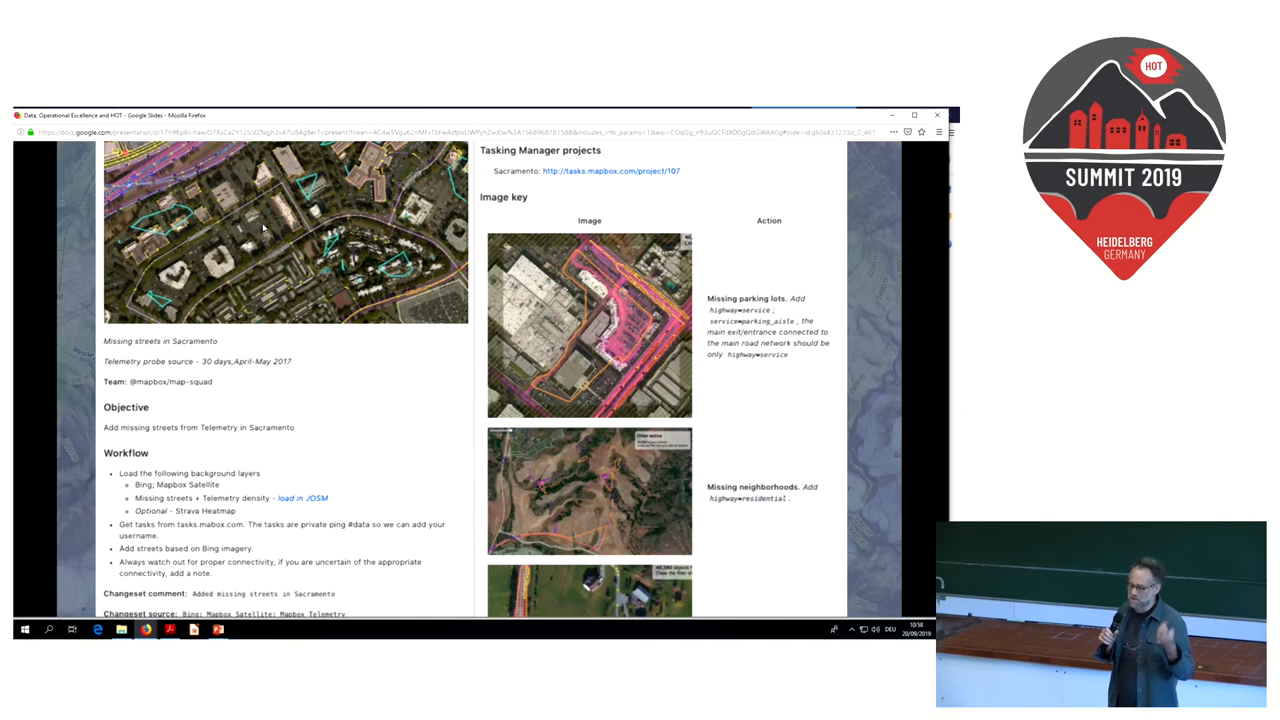 Data, Operational Excellence and HOT - Google Slides - Mozilla Firefox
Missing streets in Sacramento
Telemetry probe source - 30 days,April-May 2017
Team: @mapbox/map-squad
Objective
Add missing streets from Telemetry in Sacramento
Workflow
Load the following background layers
Bing; Mapbox Satellite
Missing streets + Telemetry density - load in JOSM
Optional - Strava Heatmap
Get tasks from tasks.mabox.com. The tasks are private ping #data so we can add your
username.
Add streets based on Bing imagery.
Always watch out for proper connectivity, if you are uncertain of the appropriate
connectivity, add a note.
Changeset comment: Added missing streets in Sacramento
Changeset source: Bing; Mapbox Satellite; Mapbox Telemetry
Tasking Manager projects
Sacramento: http://tasks.mapbox.com/project/107
Image key
Image
Action
Missing parking lots. Add
highway=service ;
service=parking_aisle , the
main exit/entrance connected to
the main road network should be
only highway=service
Missing neighborhoods. Add
highway=residential .
DEU
10:58
20/09/2019
HOT
SUMMIT 2019
HEIDELBERG
GERMANY